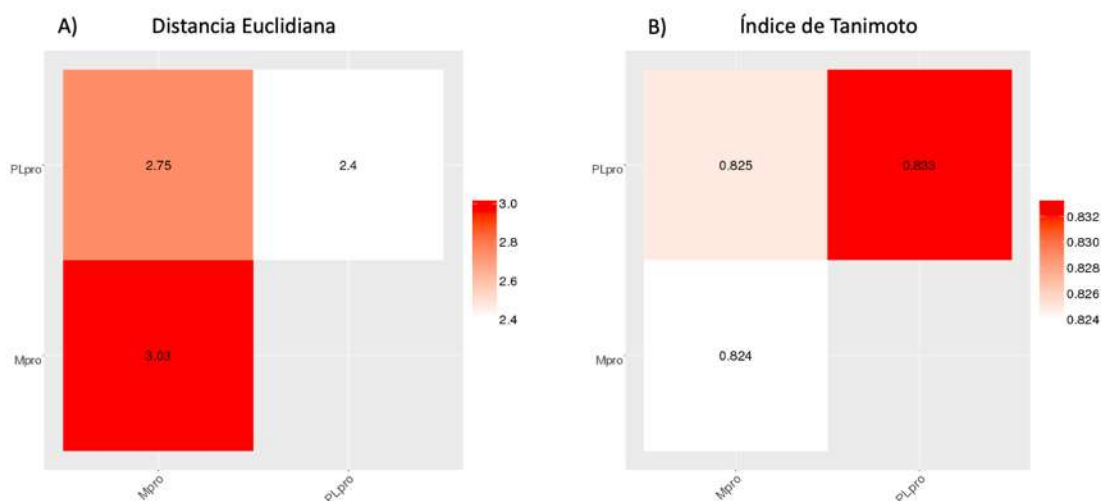 A) Distancia Euclidiana
PLpro
2.75
2.4
Mpro
3.03
Mpro
PLpro
3.0
2.8
2.6
2.4
B) Índice de Tanimoto
PLpro
0.825
0.833
Mpro
0.824
Mpro
PLpro
0.832
0.830
0.828
0.826
0.824